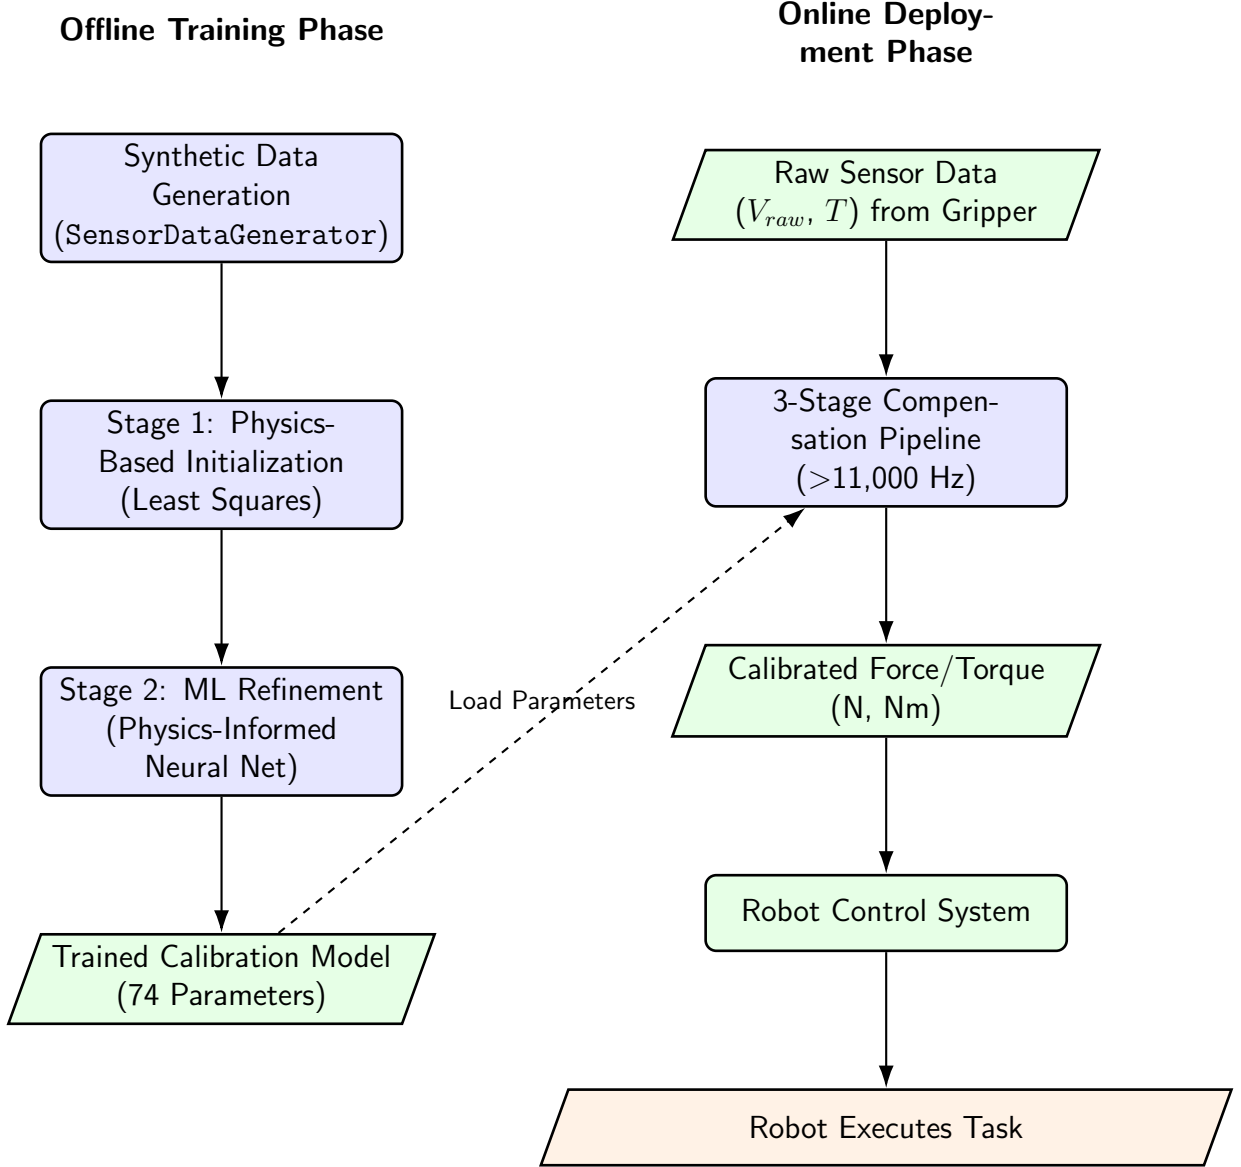 Offline Training Phase
Synthetic Data
Generation
(SensorDataGenerator)
Stage 1: Physics-
Based Initialization
(Least Squares)
Stage 2: ML Refinement
(Physics-Informed
Neural Net)
Trained Calibration Model
(74 Parameters)
Load Parameters
Online Deploy-
ment Phase
Raw Sensor Data
(V_{raw}, T) from Gripper
3-Stage Compen-
sation Pipeline
(>11,000 Hz)
Calibrated Force/Torque
(N, Nm)
Robot Control System
Robot Executes Task